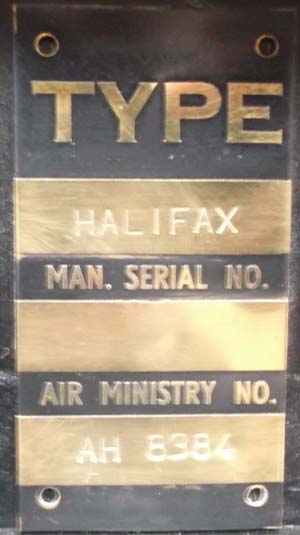 TYPE
HALIFAX
MAN. SERIAL NO.
AIR MINISTRY NO.
AH 8384